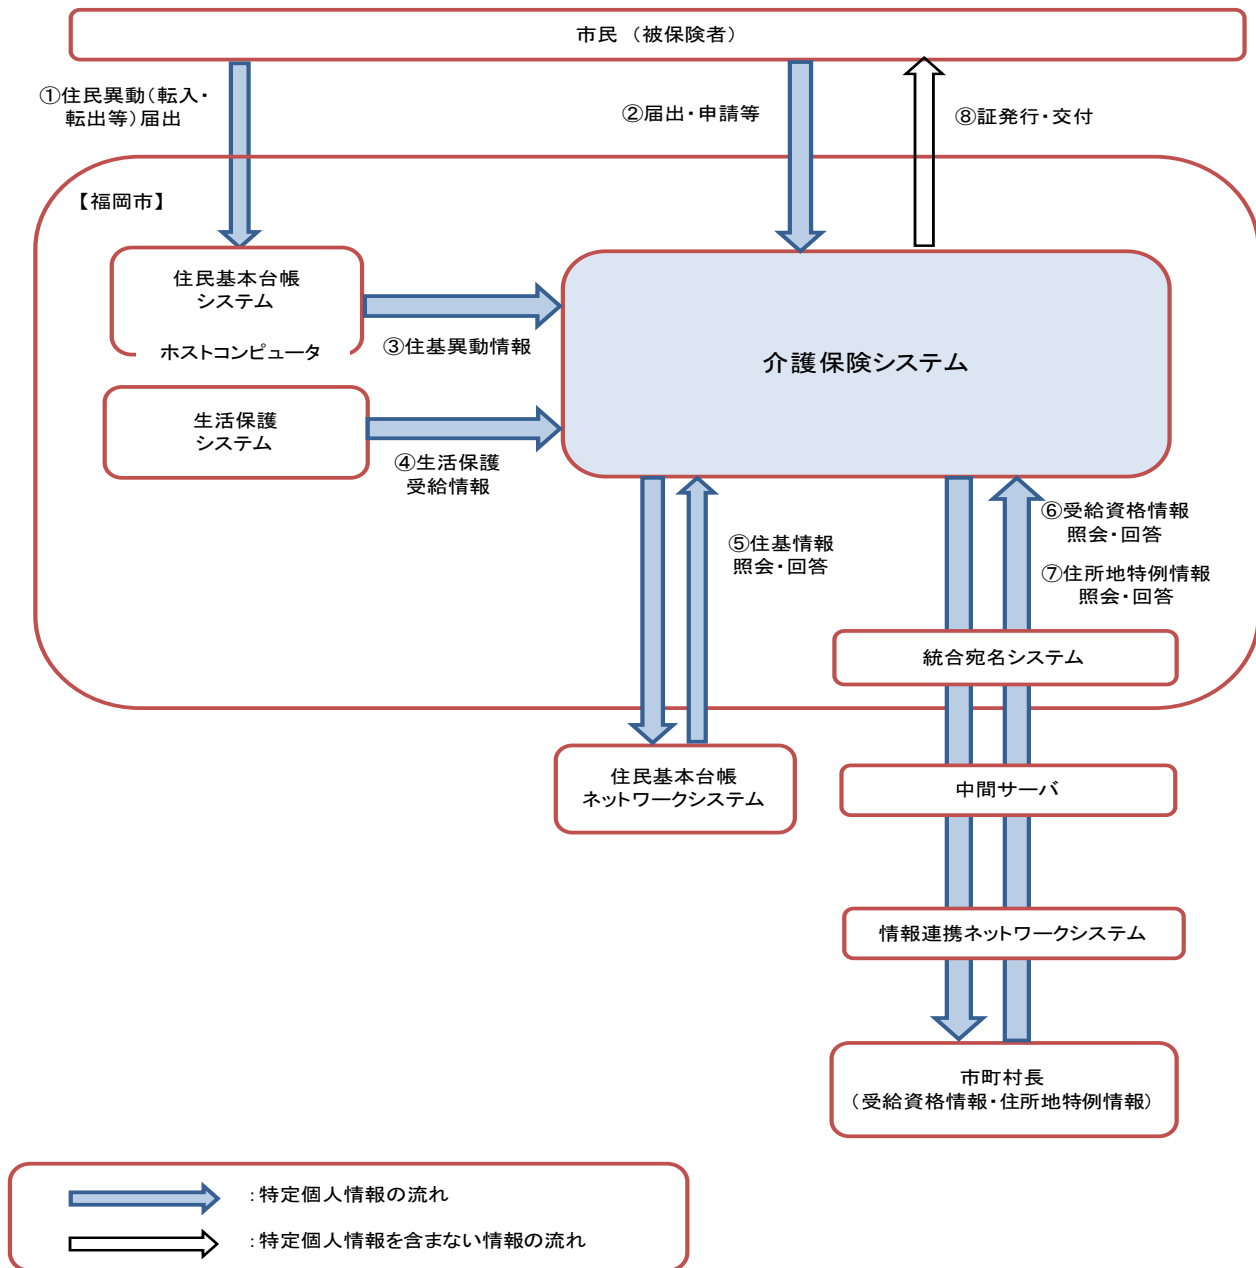 市民 （被保険者）
①住民異動（転入・
転出等）届出
②届出・申請等
⑧証発行・交付
【福岡市】
住民基本台帳
システム
ホストコンピュータ
③住基異動情報
介護保険システム
生活保護
システム
④生活保護
受給情報
⑤住基情報
照会・回答
⑥受給資格情報
照会・回答
⑦住所地特例情報
照会・回答
統合宛名システム
住民基本台帳
ネットワークシステム
中間サーバ
情報連携ネットワークシステム
市町村長
（受給資格情報・住所地特例情報）
：特定個人情報の流れ
：特定個人情報を含まない情報の流れ